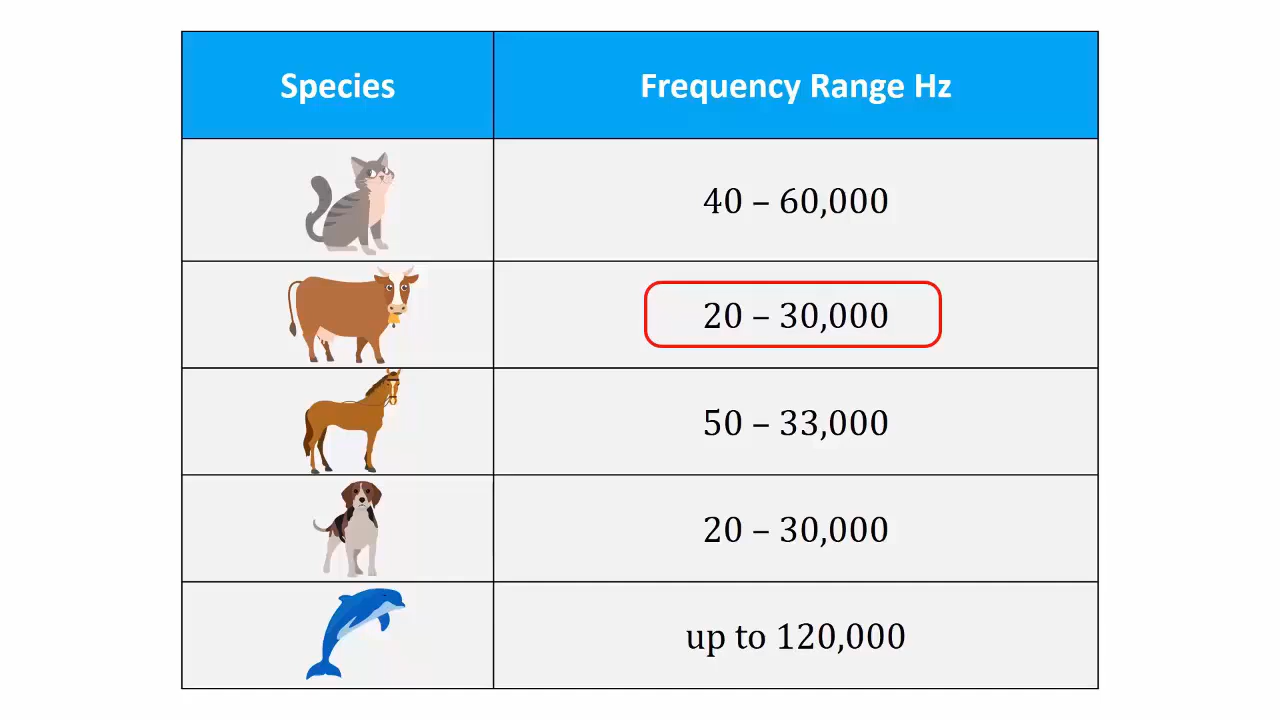 Species
Frequency Range Hz
40 – 60,000
20 – 30,000
50 – 33,000
20 – 30,000
up to 120,000